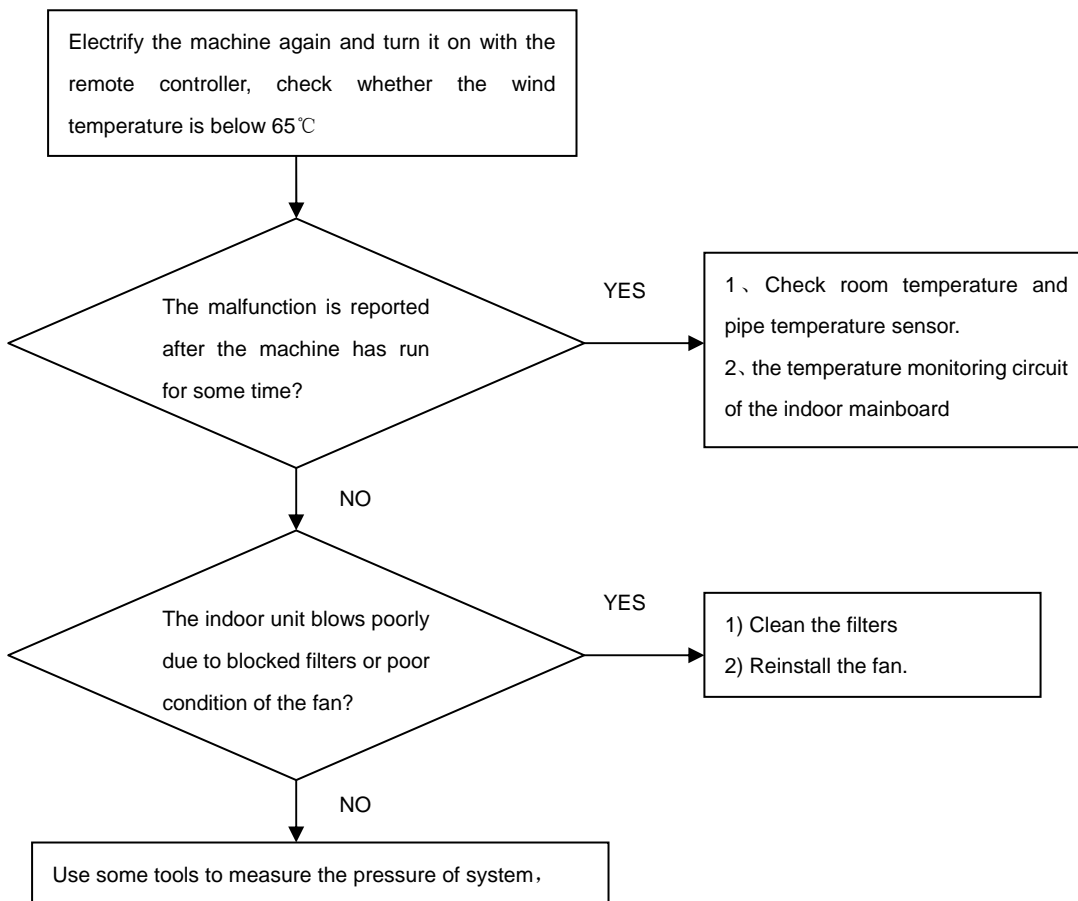 Electrify the machine again and turn it on with the
remote controller, check whether the wind
temperature is below 65℃
The malfunction is reported
after the machine has run
for some time?
YES
1、Check room temperature and
pipe temperature sensor.
2、the temperature monitoring circuit
of the indoor mainboard
NO
The indoor unit blows poorly
due to blocked filters or poor
condition of the fan?
YES
1) Clean the filters
2) Reinstall the fan.
NO
Use some tools to measure the pressure of system，